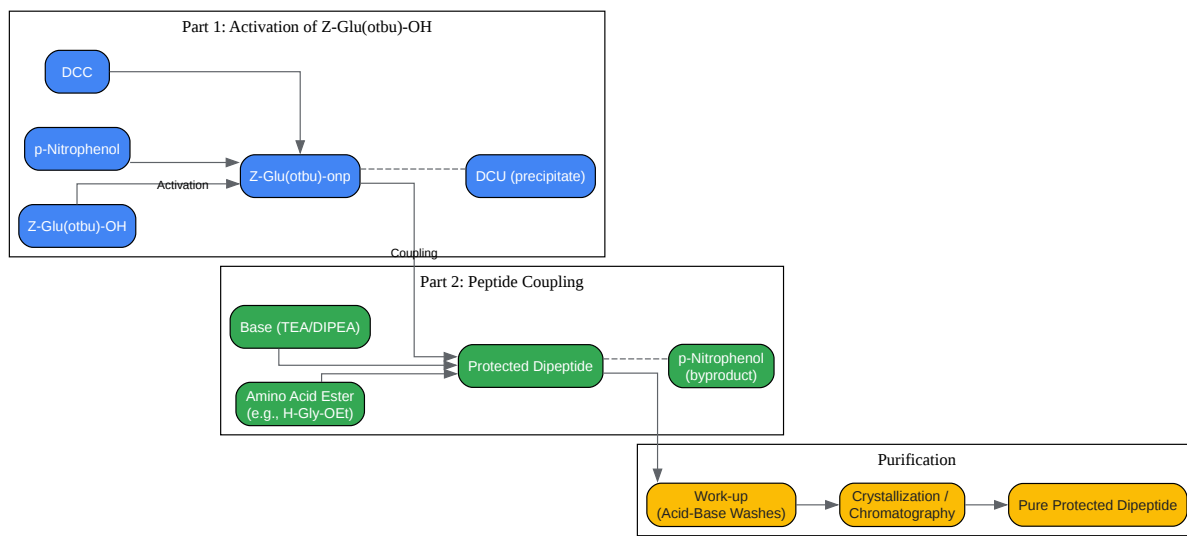 Part 1: Activation of Z-Glu(otbu)-OH
DCC
p-Nitrophenol
Z-Glu(otbu)-onp
DCU (precipitate)
Activation
Z-Glu(otbu)-OH
Coupling
Part 2: Peptide Coupling
Base (TEA/DIPEA)
Protected Dipeptide
p-Nitrophenol
(byproduct)
Amino Acid Ester
(e.g., H-Gly-OEt)
Purification
Work-up
(Acid-Base Washes)
Crystallization /
Chromatography
Pure Protected Dipeptide